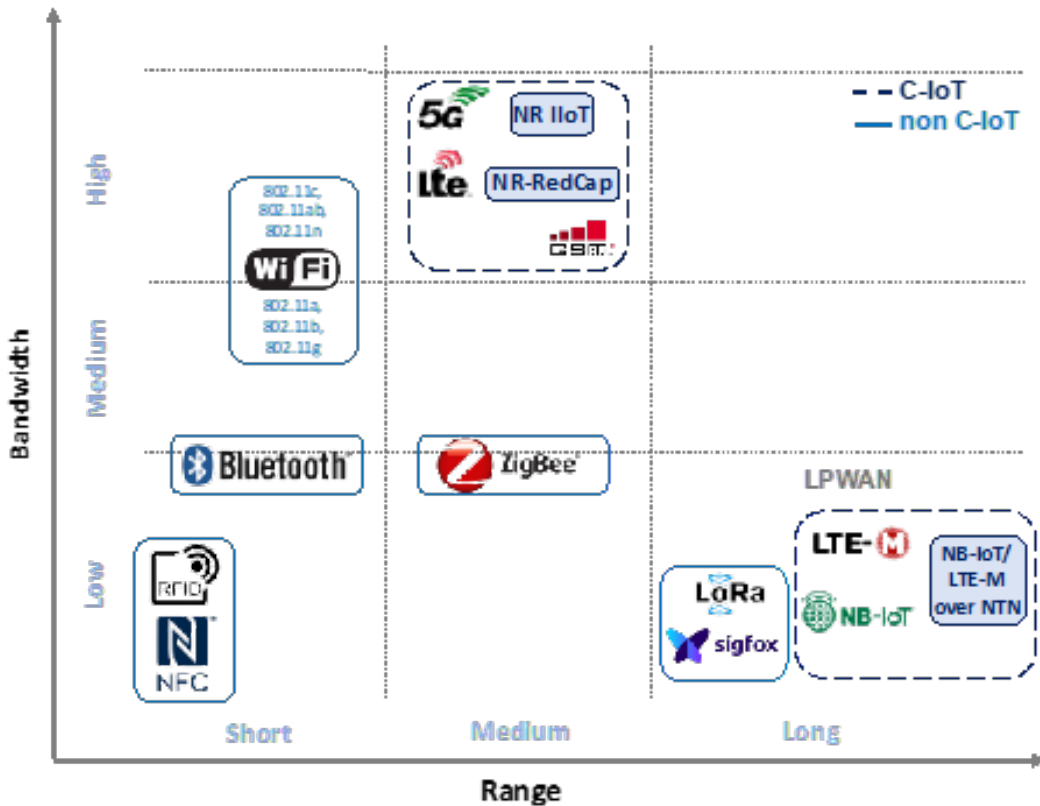 C-IoT
non C-IoT
5G
NR IIoT
Lte
NR-RedCap
GSM
802.11c,
802.11ab,
802.11n
WiFi
802.11a,
802.11b,
802.11g
Bluetooth
ZigBee
LPWAN
RFID
NFC
LoRa
sigfox
LTE-M
NB-IoT
NB-IoT/
LTE-M
over NTN
High
Medium
Low
Bandwidth
Short
Medium
Long
Range